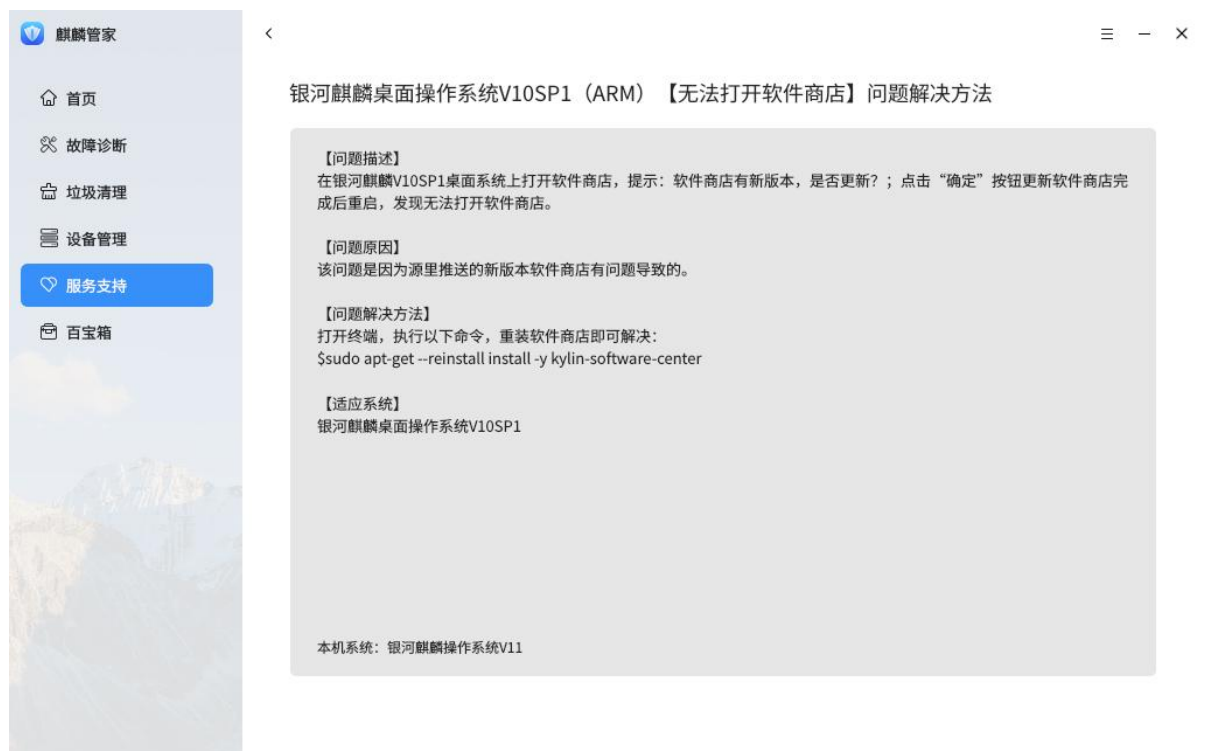 麒麟管家
首页
故障诊断
垃圾清理
设备管理
服务支持
百宝箱
银河麒麟桌面操作系统V10SP1（ARM）【无法打开软件商店】问题解决方法
【问题描述】
在银河麒麟V10SP1桌面系统上打开软件商店，提示：软件商店有新版本，是否更新？；点击“确定”按钮更新软件商店完
成后重启，发现无法打开软件商店。
【问题原因】
该问题是因为源里推送的新版本软件商店有问题导致的。
【问题解决方法】
打开终端，执行以下命令，重装软件商店即可解决：
$sudo apt-get --reinstall install -y kylin-software-center
【适应系统】
银河麒麟桌面操作系统V10SP1
本机系统：银河麒麟操作系统V11